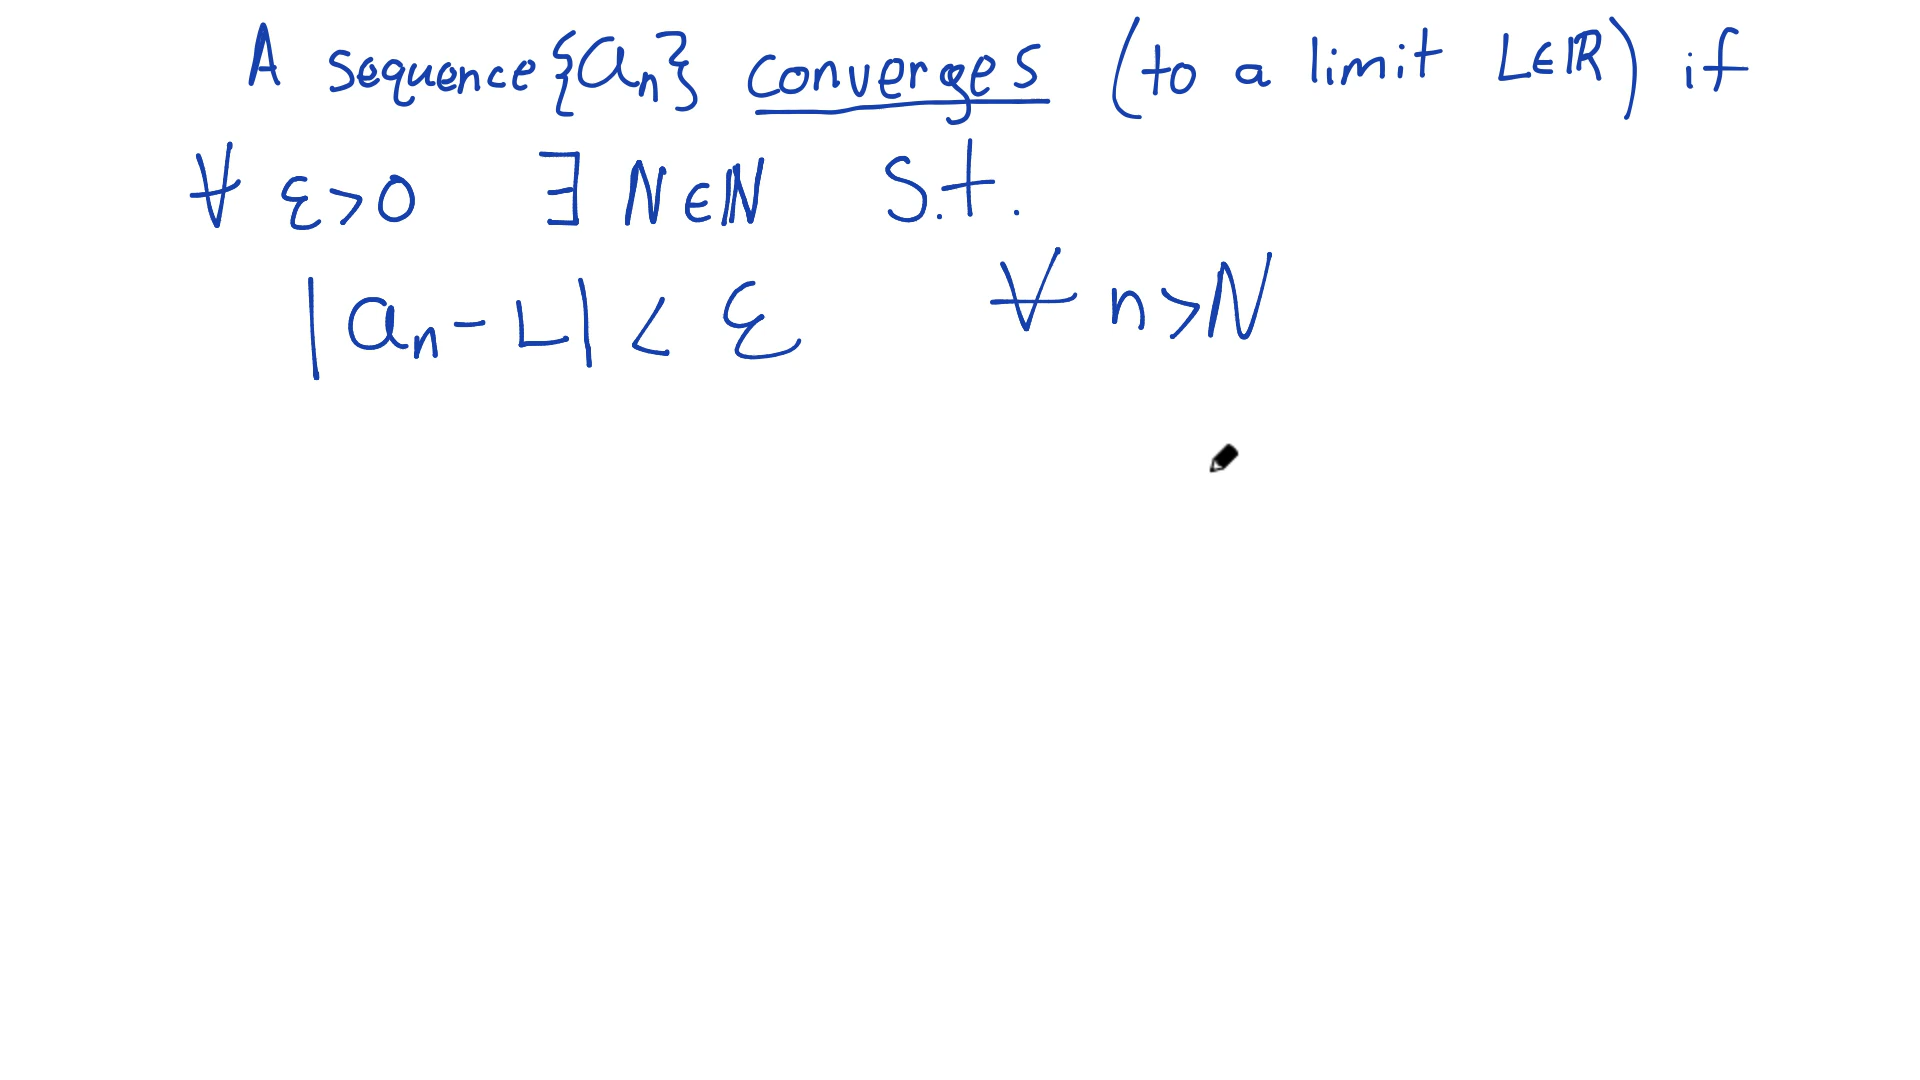 A sequence {aₙ} converges (to a limit L∈ℝ) if
∀ ε>0 ∃ N∈ℕ s.t.
|aₙ - L| < ε ∀ n>N